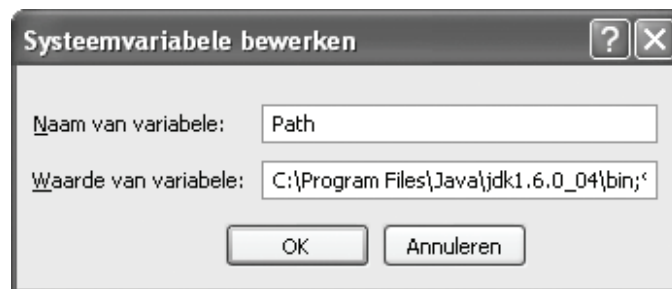 Systeemvariabele bewerken
Naam van variabele: Path
Waarde van variabele: C:\Program Files\Java\jdk1.6.0_04\bin;
OK Annuleren